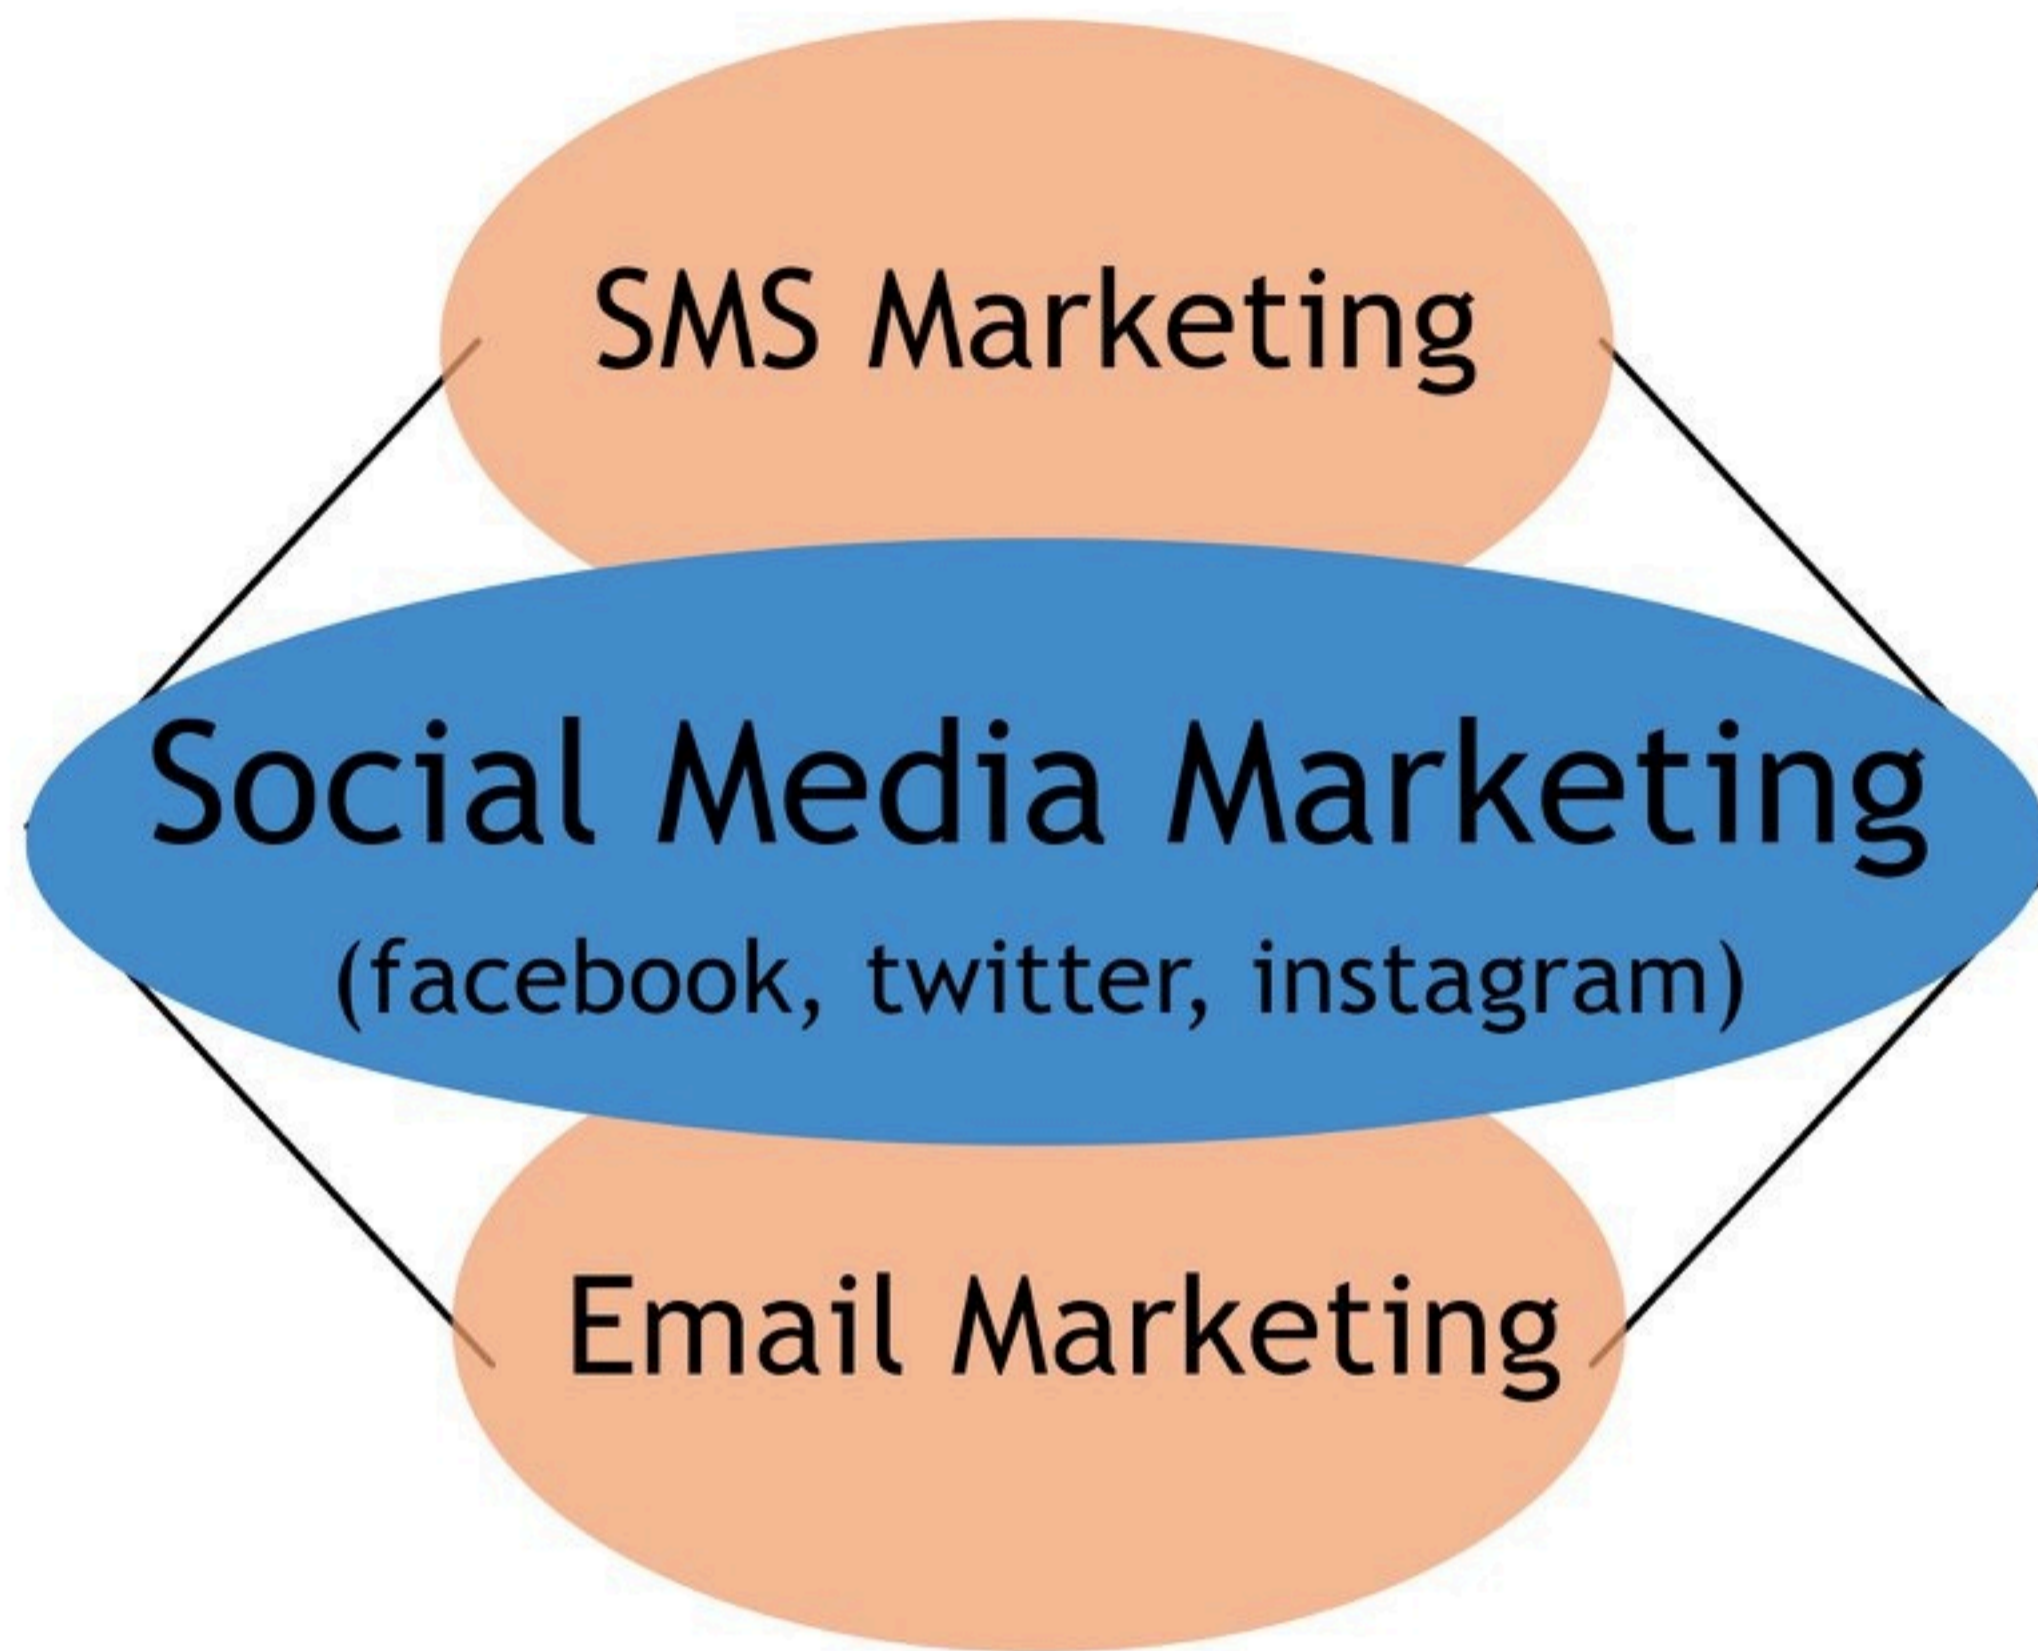 SMS Marketing
Social Media Marketing
(facebook, twitter, instagram)
Email Marketing